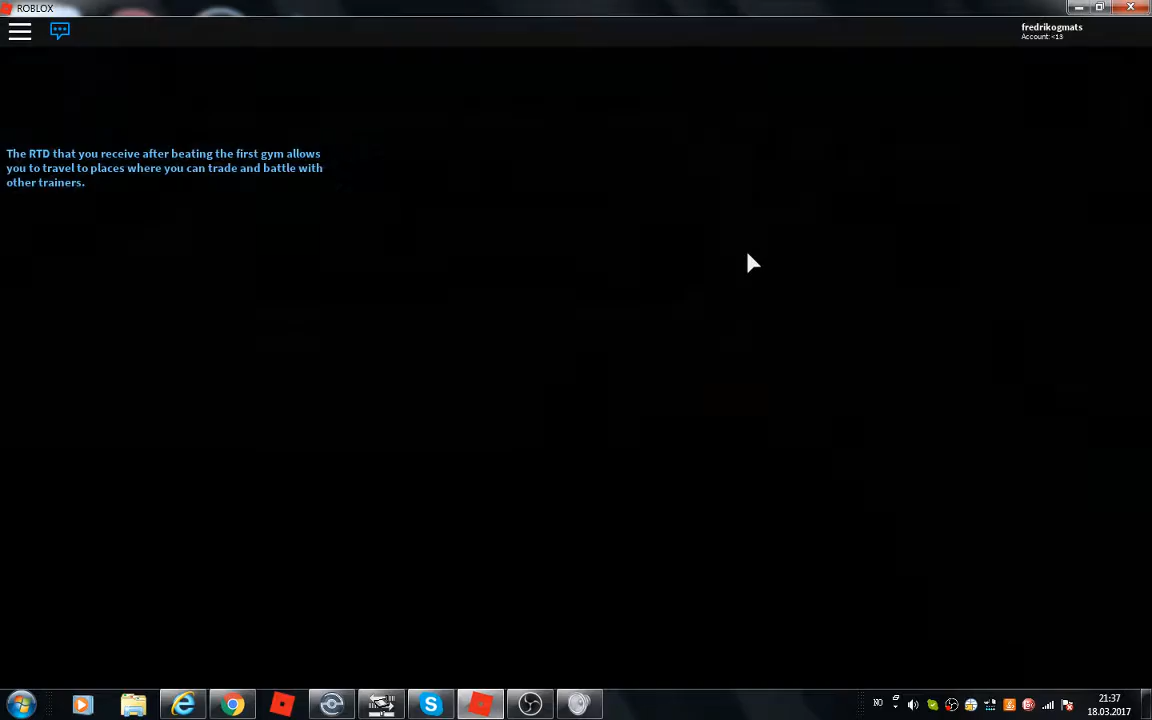 ROBLOX
fredrikogmats
Account: <13
The RTD that you receive after beating the first gym allows
you to travel to places where you can trade and battle with
other trainers.
NO
21:37
18.03.2017